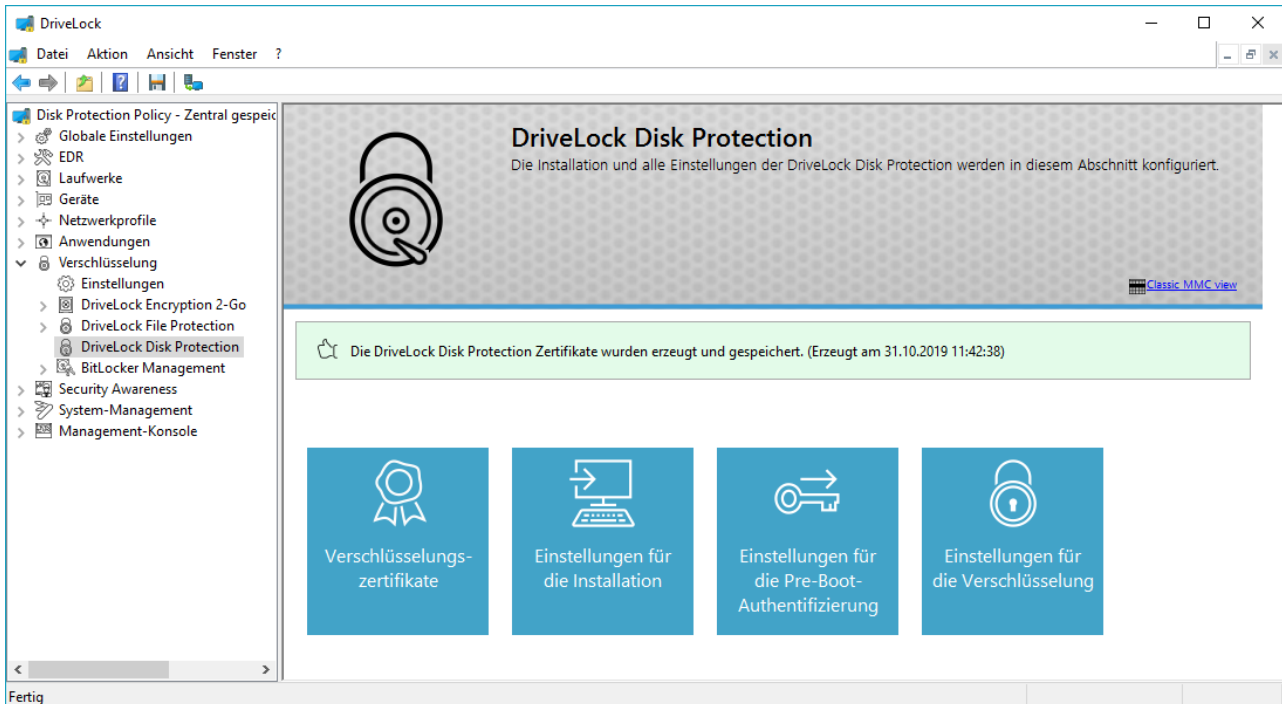 DriveLock
Datei Aktion Ansicht Fenster ?
Disk Protection Policy - Zentral gespeic
Globale Einstellungen
EDR
Laufwerke
Geräte
Netzwerkprofile
Anwendungen
Verschlüsselung
Einstellungen
DriveLock Encryption 2-Go
DriveLock File Protection
DriveLock Disk Protection
BitLocker Management
Security Awareness
System-Management
Management-Konsole
DriveLock Disk Protection
Die Installation und alle Einstellungen der DriveLock Disk Protection werden in diesem Abschnitt konfiguriert.
Classic MMC view
Die DriveLock Disk Protection Zertifikate wurden erzeugt und gespeichert. (Erzeugt am 31.10.2019 11:42:38)
Verschlüsselungs-
zertifikate
Einstellungen für
die Installation
Einstellungen für
die Pre-Boot-
Authentifizierung
Einstellungen für
die Verschlüsselung
Fertig